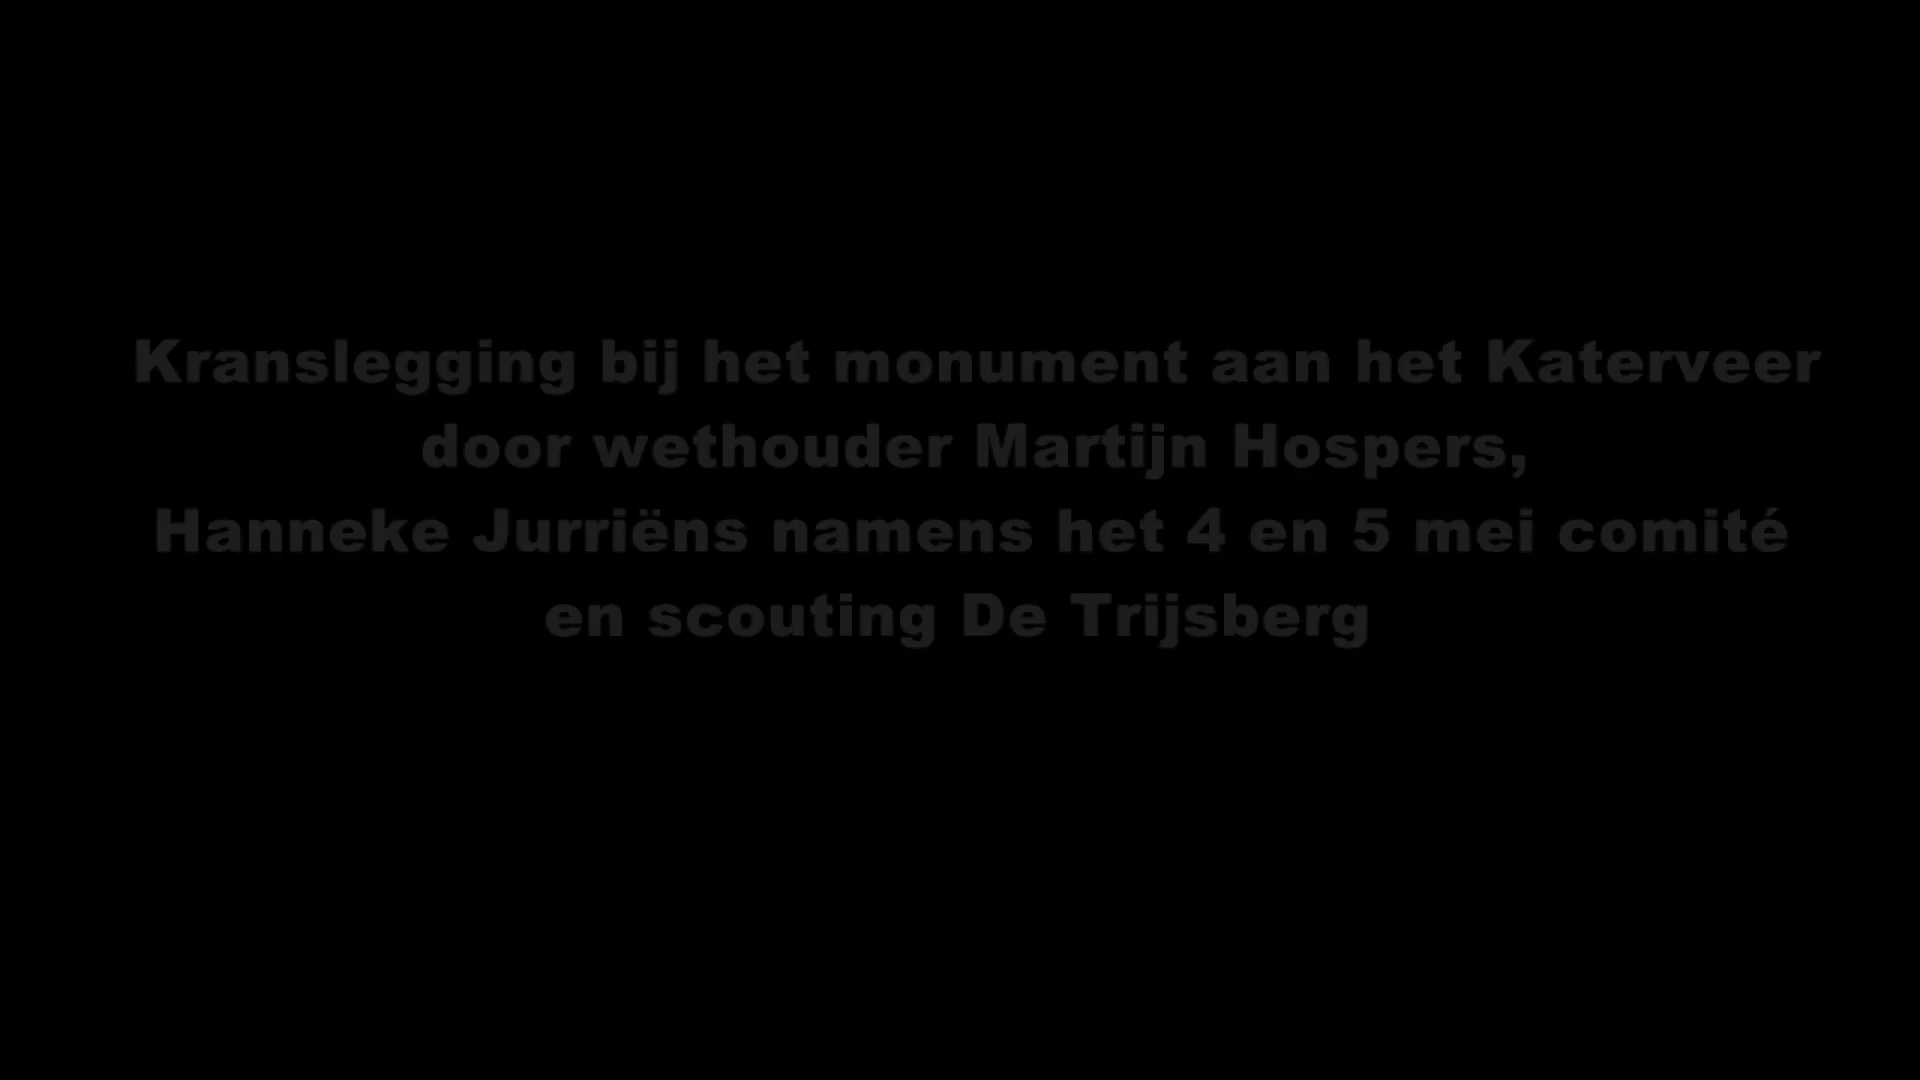 Kranslegging bij het monument aan het Katerveer
door wethouder Martijn Hospers,
Hanneke Jurriëns namens het 4 en 5 mei comité
en scouting De Trijsberg